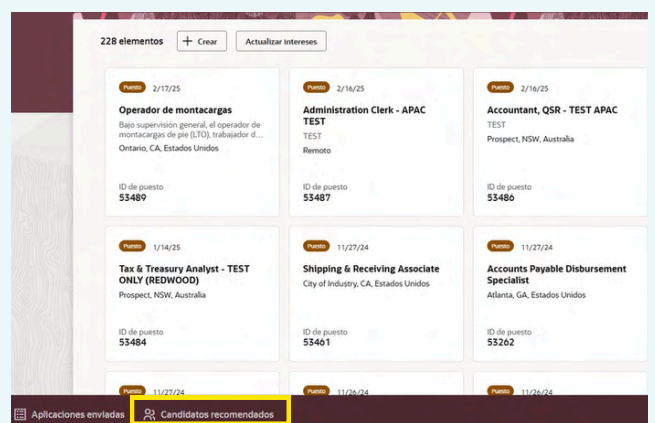 228 elementos + Crear Actualizar intereses
Puesto 2/17/25
Operador de montacargas
Bajo supervisión general, el operador de
montacargas de pie (LTO), trabajador d...
Ontario, CA, Estados Unidos
ID de puesto
53489
Puesto 2/16/25
Administration Clerk - APAC
TEST
TEST
Remoto
ID de puesto
53487
Puesto 2/16/25
Accountant, QSR - TEST APAC
TEST
Prospect, NSW, Australia
ID de puesto
53486
Puesto 1/14/25
Tax & Treasury Analyst - TEST
ONLY (REDWOOD)
Prospect, NSW, Australia
ID de puesto
53484
Puesto 11/27/24
Shipping & Receiving Associate
City of Industry, CA, Estados Unidos
ID de puesto
53461
Puesto 11/27/24
Accounts Payable Disbursement
Specialist
Atlanta, GA, Estados Unidos
ID de puesto
53262
Puesto 11/27/24
Puesto 11/26/24
Puesto 11/26/24
Aplicaciones enviadas Candidatos recomendados